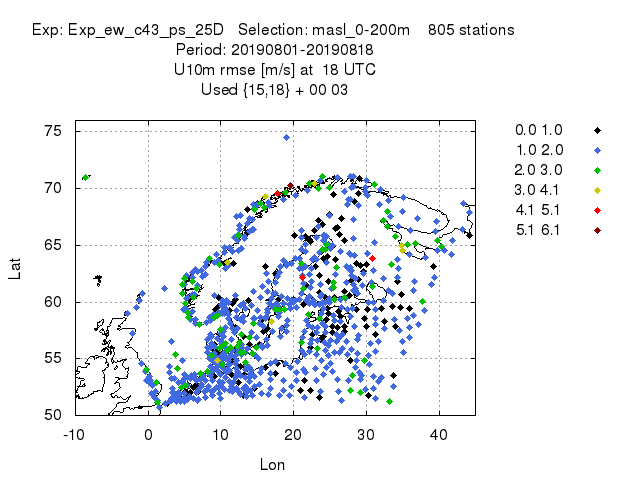 Exp: Exp_ew_c43_ps_25D Selection: masl_0-200m 805 stations
Period: 20190801-20190818
U10m rmse [m/s] at 18 UTC
Used {15,18} + 00 03
75
70
65
60
55
50
Lat
-10 0 10 20 30 40
Lon
0.0 1.0
1.0 2.0
2.0 3.0
3.0 4.1
4.1 5.1
5.1 6.1